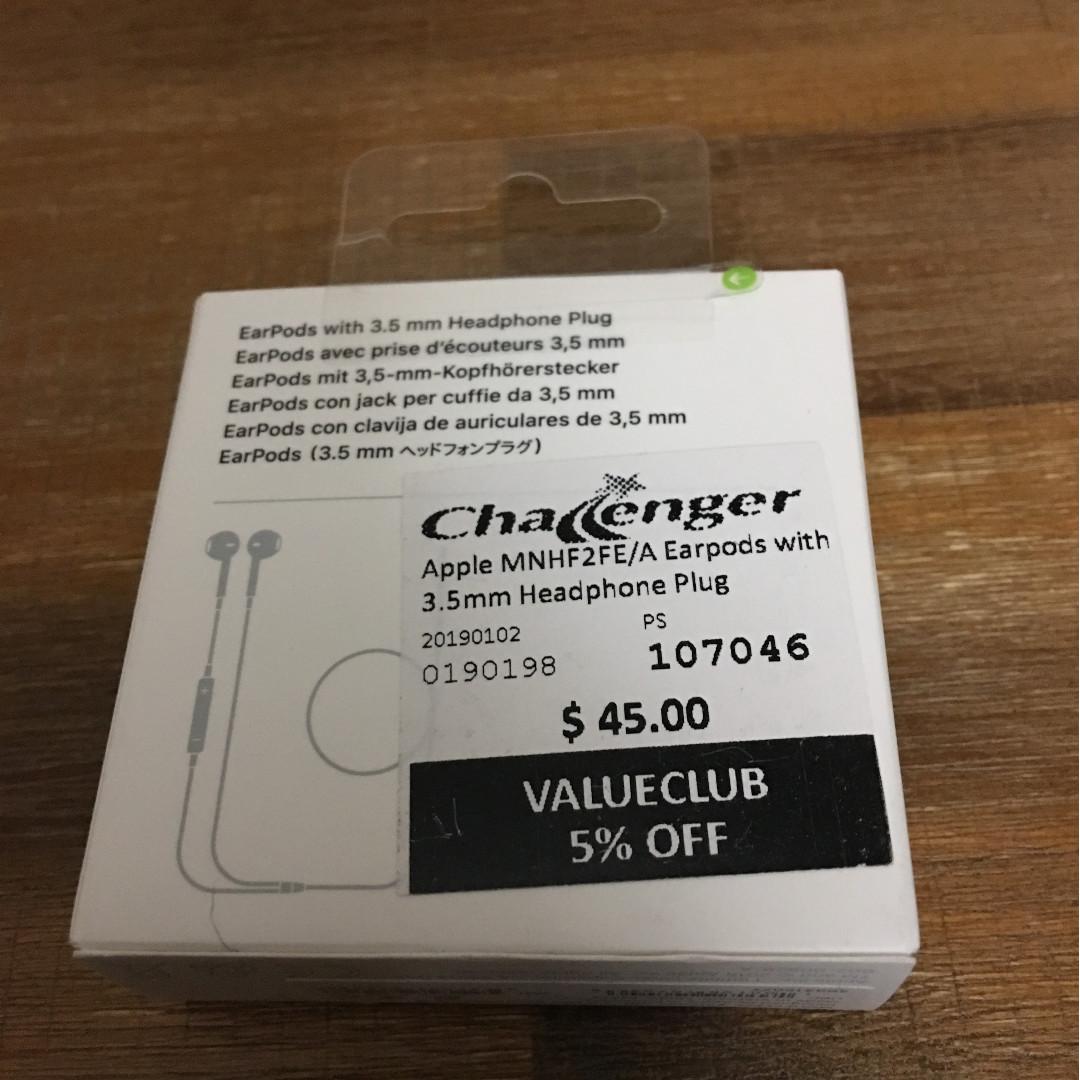 EarPods with 3.5 mm Headphone Plug
EarPods avec prise d'écouteurs 3,5 mm
EarPods mit 3,5-mm-Kopfhörerstecker
EarPods con jack per cuffie da 3,5 mm
EarPods con clavija de auriculares de 3,5 mm
EarPods (3.5 mm ヘッドフォンプラグ)
Challenger
Apple MNHF2FE/A Earpods with
3.5mm Headphone Plug
20190102 PS
0190198 107046
$ 45.00
VALUECLUB
5% OFF